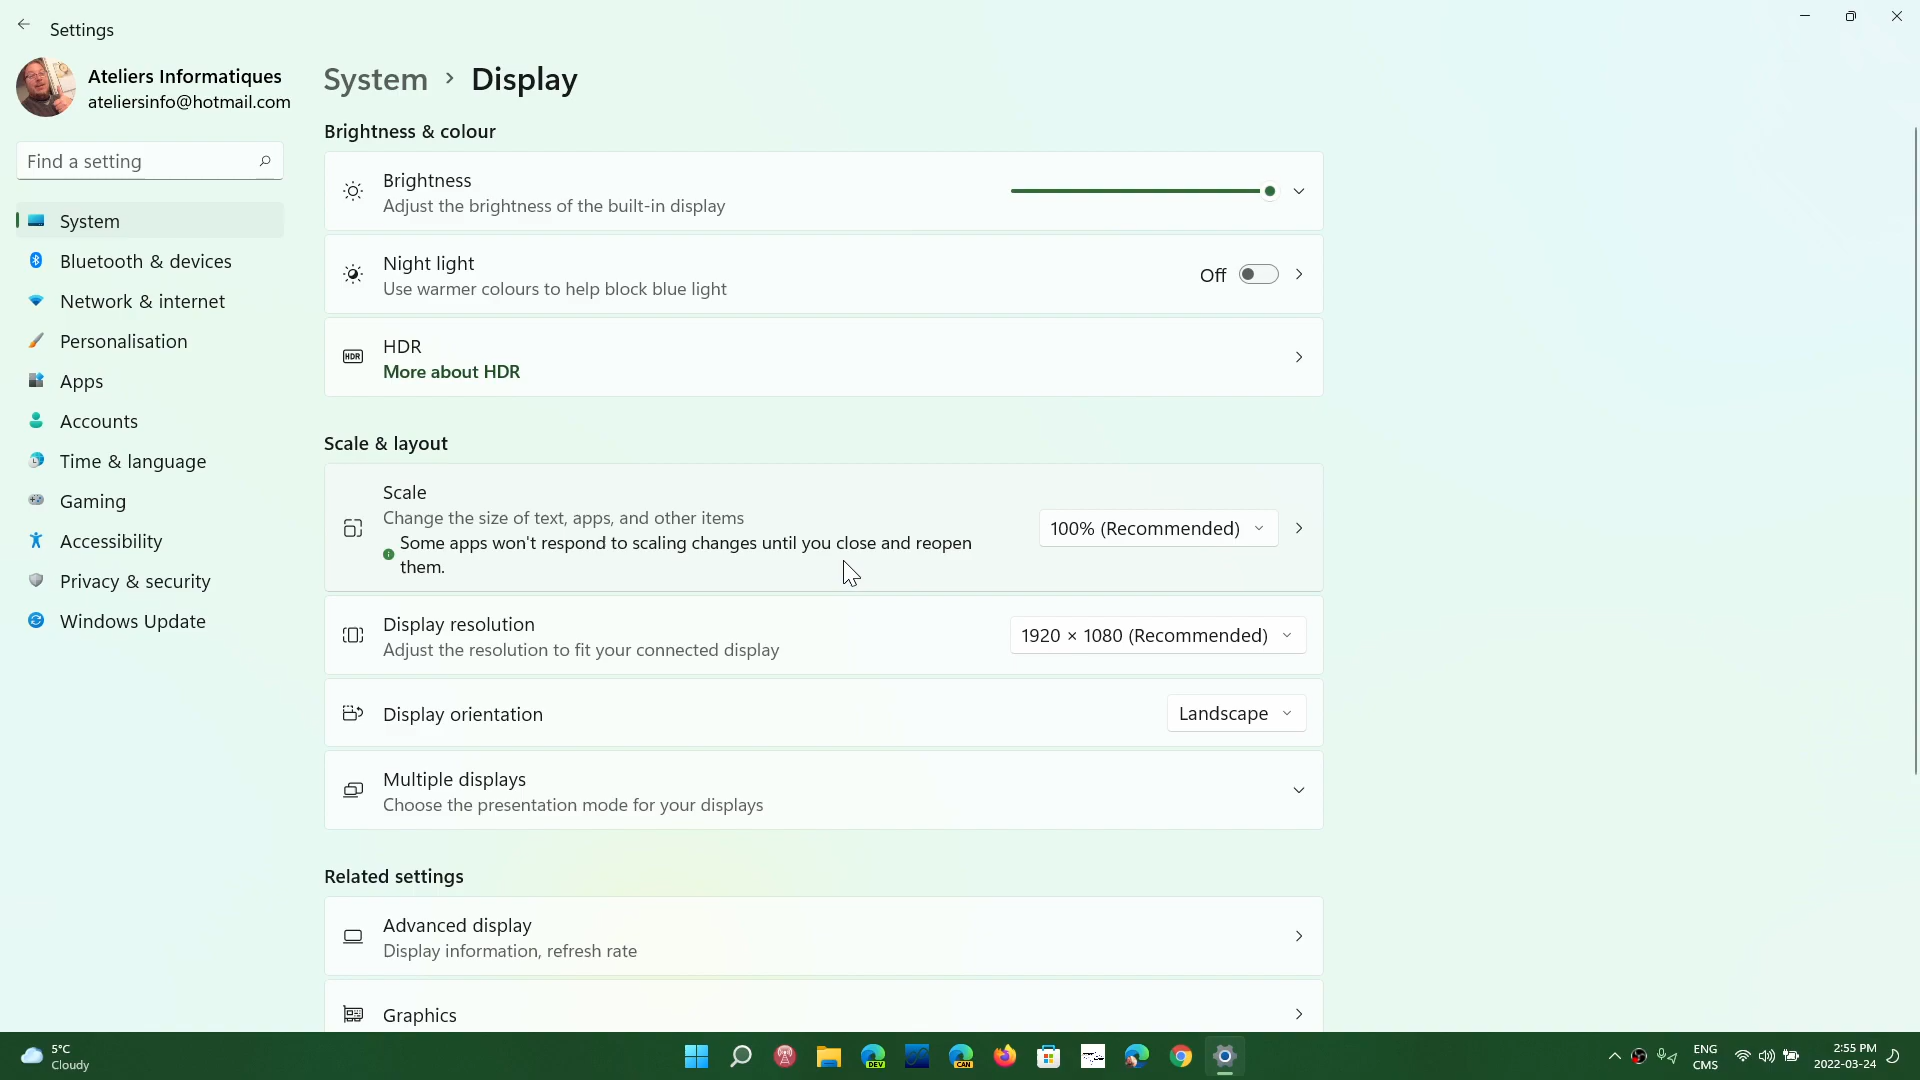 Settings
Ateliers Informatiques
ateliersinfo@hotmail.com
Find a setting
System
Bluetooth & devices
Network & internet
Personalisation
Apps
Accounts
Time & language
Gaming
Accessibility
Privacy & security
Windows Update
System > Display
Brightness & colour
Brightness
Adjust the brightness of the built-in display
Night light
Use warmer colours to help block blue light
Off
HDR
HDR
More about HDR
Scale & layout
Scale
Change the size of text, apps, and other items
Some apps won't respond to scaling changes until you close and reopen
them.
100% (Recommended)
Display resolution
Adjust the resolution to fit your connected display
1920 × 1080 (Recommended)
Display orientation
Landscape
Multiple displays
Choose the presentation mode for your displays
Related settings
Advanced display
Display information, refresh rate
Graphics
5°C
Cloudy
DEV
CAN
ENG
CMS
2:55 PM
2022-03-24